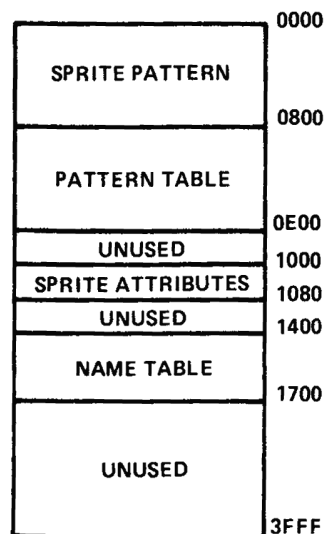 0000
SPRITE PATTERN
0800
PATTERN TABLE
0E00
UNUSED
1000
SPRITE ATTRIBUTES
1080
UNUSED
1400
NAME TABLE
1700
UNUSED
3FFF